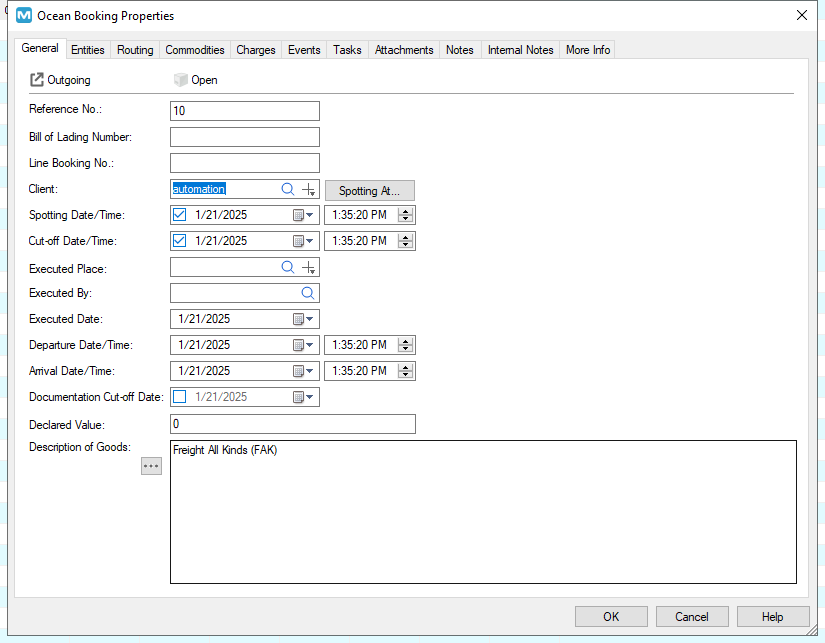 Ocean Booking Properties
General Entities Routing Commodities Charges Events Tasks Attachments Notes Internal Notes More Info
Outgoing Open
Reference No.: 10
Bill of Lading Number:
Line Booking No.:
Client: automation Spotting At...
Spotting Date/Time: 1/21/2025 1:35:20 PM
Cut-off Date/Time: 1/21/2025 1:35:20 PM
Executed Place:
Executed By:
Executed Date: 1/21/2025
Departure Date/Time: 1/21/2025 1:35:20 PM
Arrival Date/Time: 1/21/2025 1:35:20 PM
Documentation Cut-off Date: 1/21/2025
Declared Value: 0
Description of Goods: Freight All Kinds (FAK)
OK Cancel Help